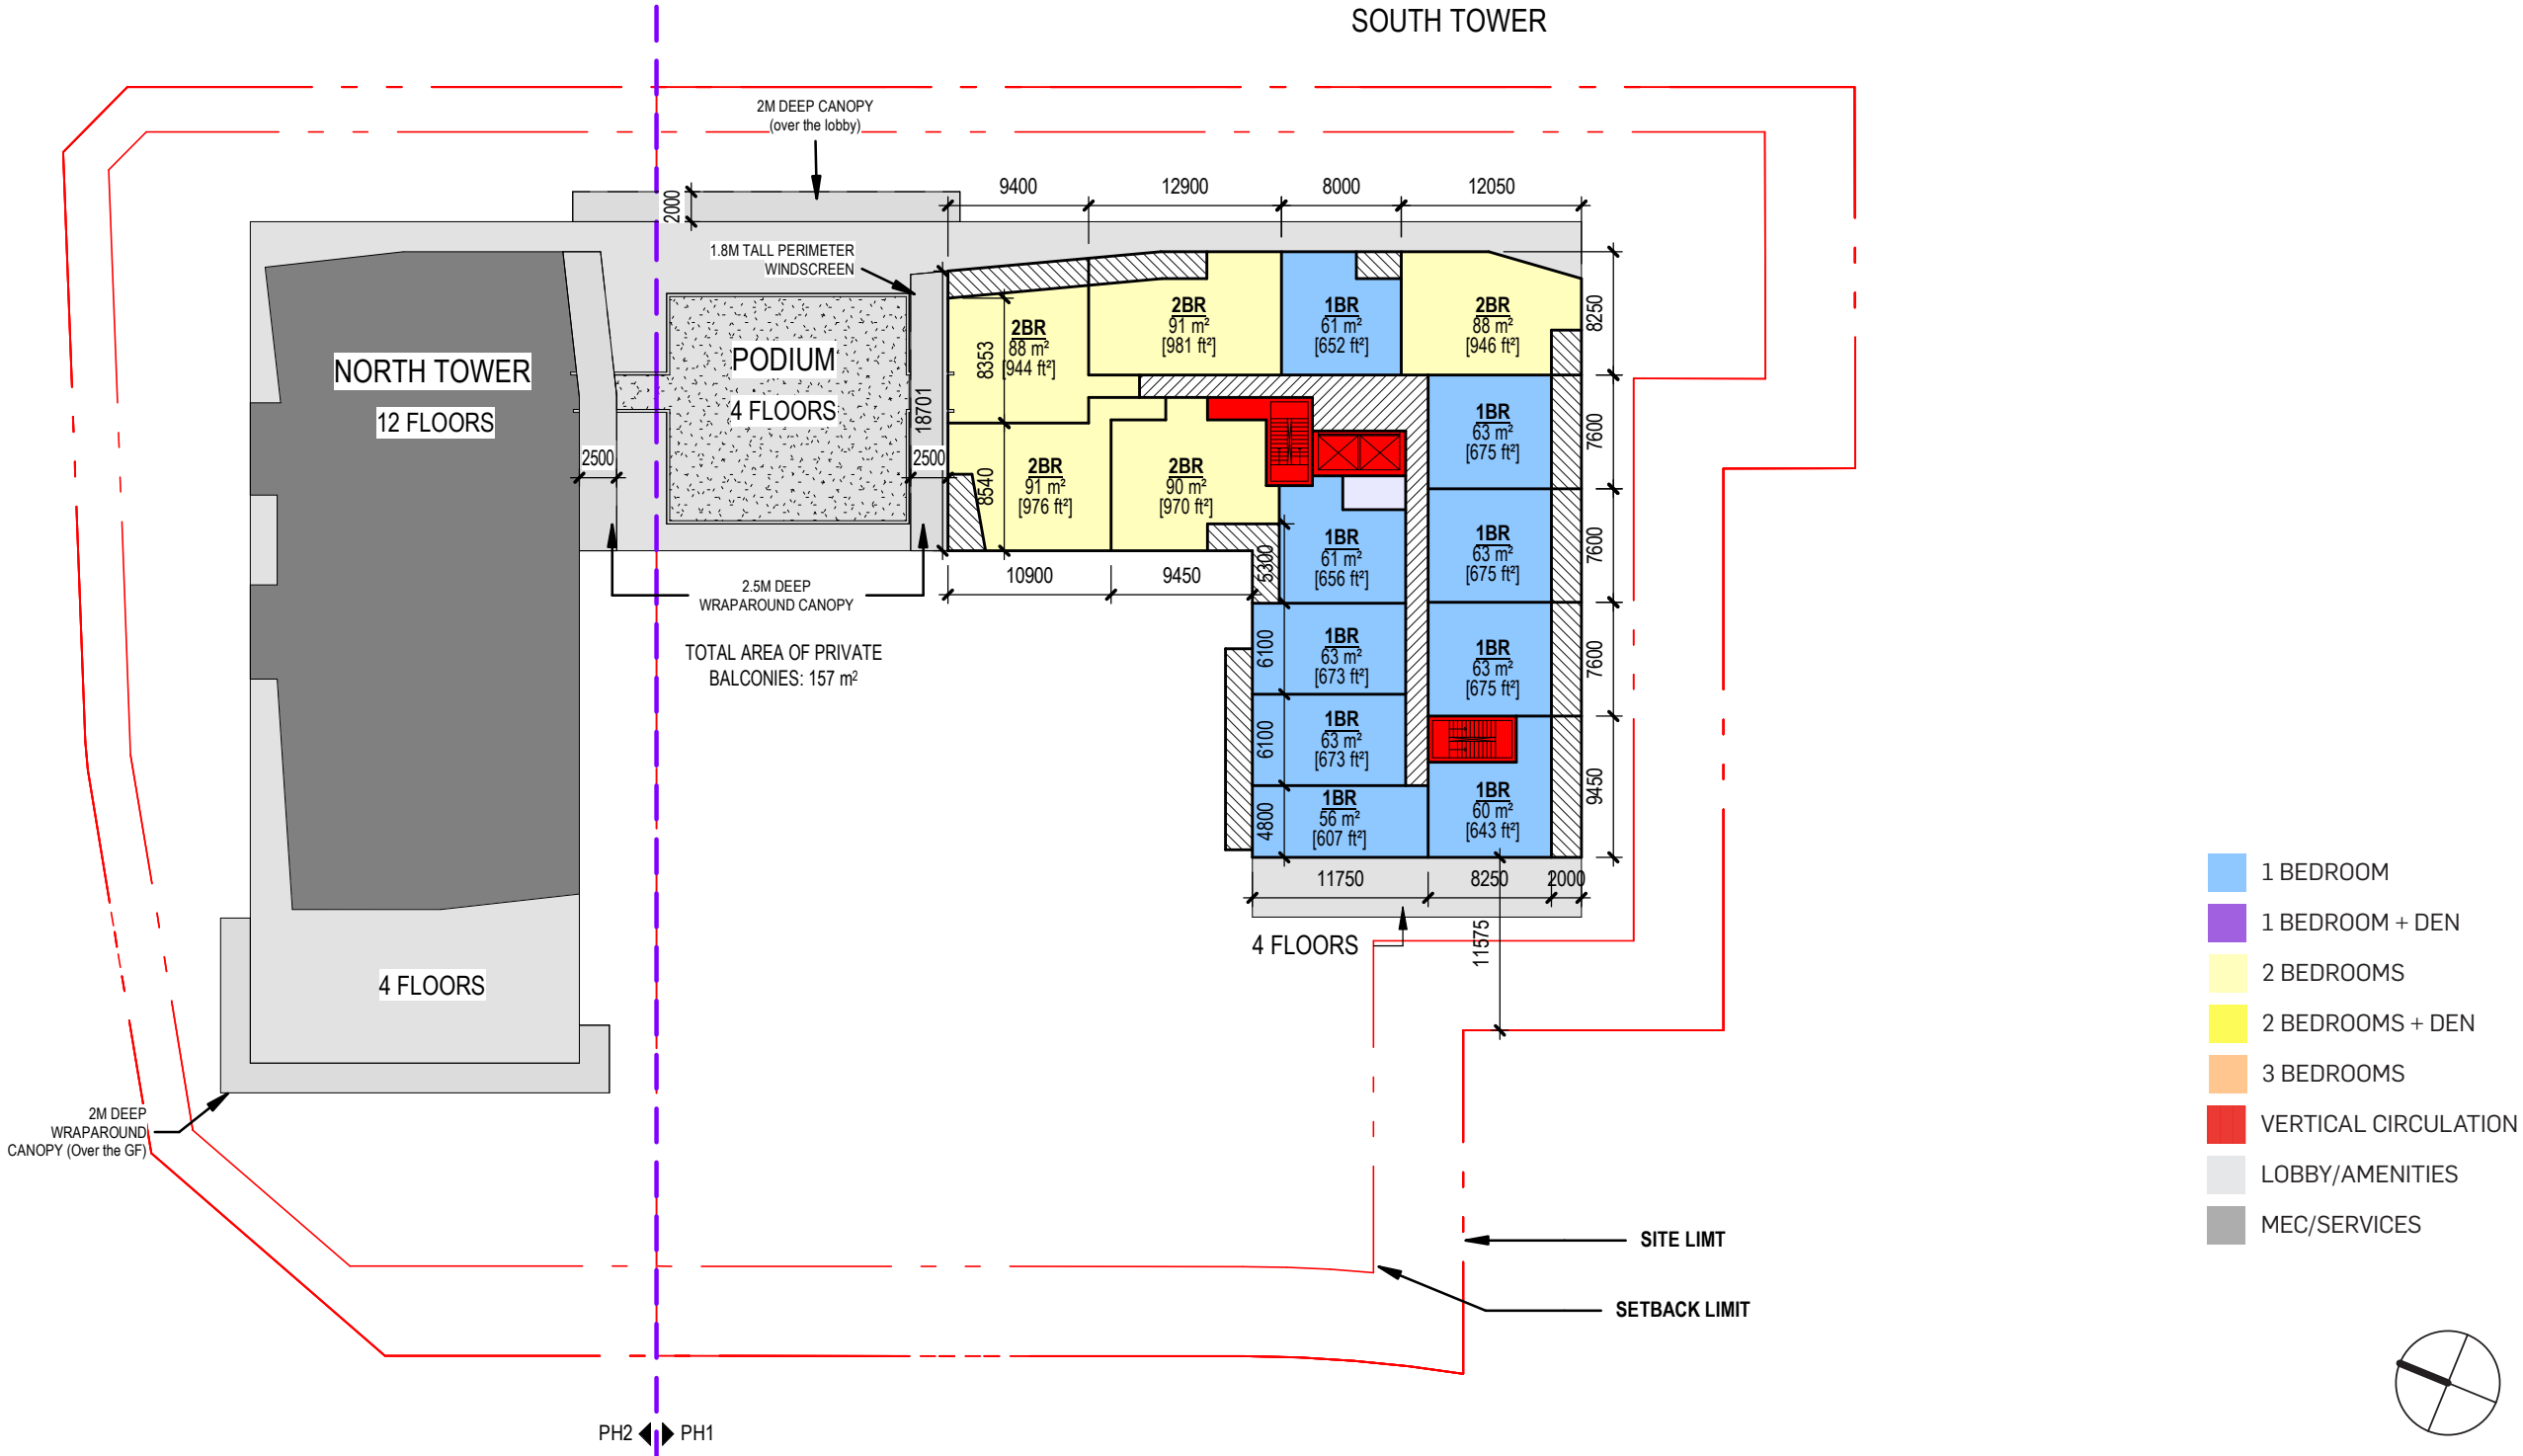 SOUTH TOWER
2M DEEP CANOPY
(over the lobby)
2000
9400
12900
8000
12050
1.8M TALL PERIMETER
WINDSCREEN
NORTH TOWER
12 FLOORS
PODIUM
4 FLOORS
2500
2500
18701
8353
8540
2BR
88 m²
[944 ft²]
2BR
91 m²
[981 ft²]
1BR
61 m²
[652 ft²]
2BR
88 m²
[946 ft²]
8250
2BR
91 m²
[976 ft²]
2BR
90 m²
[970 ft²]
1BR
63 m²
[675 ft²]
7600
1BR
61 m²
[656 ft²]
5300
1BR
63 m²
[675 ft²]
7600
10900
9450
2.5M DEEP
WRAPAROUND CANOPY
TOTAL AREA OF PRIVATE
BALCONIES: 157 m²
6100
1BR
63 m²
[673 ft²]
1BR
63 m²
[675 ft²]
7600
6100
1BR
63 m²
[673 ft²]
4800
1BR
56 m²
[607 ft²]
1BR
60 m²
[643 ft²]
9450
11750
8250
2000
4 FLOORS
11575
4 FLOORS
2M DEEP
WRAPAROUND
CANOPY (Over the GF)
SITE LIMT
SETBACK LIMIT
PH2
PH1
1 BEDROOM
1 BEDROOM + DEN
2 BEDROOMS
2 BEDROOMS + DEN
3 BEDROOMS
VERTICAL CIRCULATION
LOBBY/AMENITIES
MEC/SERVICES